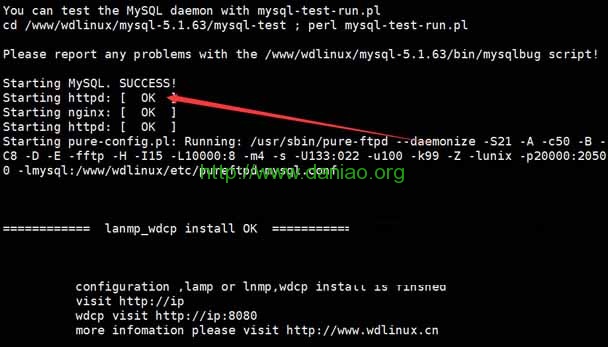 You can test the MySQL daemon with mysql-test-run.pl
cd /www/wdlinux/mysql-5.1.63/mysql-test ; perl mysql-test-run.pl
Please report any problems with the /www/wdlinux/mysql-5.1.63/bin/mysqlbug script!
Starting MySQL. SUCCESS!
Starting httpd: [  OK  ]
Starting nginx: [  OK  ]
Starting httpd: [  OK  ]
Starting pure-config.pl: Running: /usr/sbin/pure-ftpd --daemonize -S21 -A -c50 -B -
C8 -D -E -fftp -H -I15 -L10000:8 -m4 -s -U133:022 -u100 -k99 -Z -lunix -p20000:2050
0 -lmysql:/www/wdlinux/etc/pureftpd-mysql.conf
http://www.daniao.org
============  lanmp_wdcp install OK  ============
configuration ,lamp or lnmp,wdcp install is finshed
visit http://ip
wdcp visit http://ip:8080
more infomation please visit http://www.wdlinux.cn